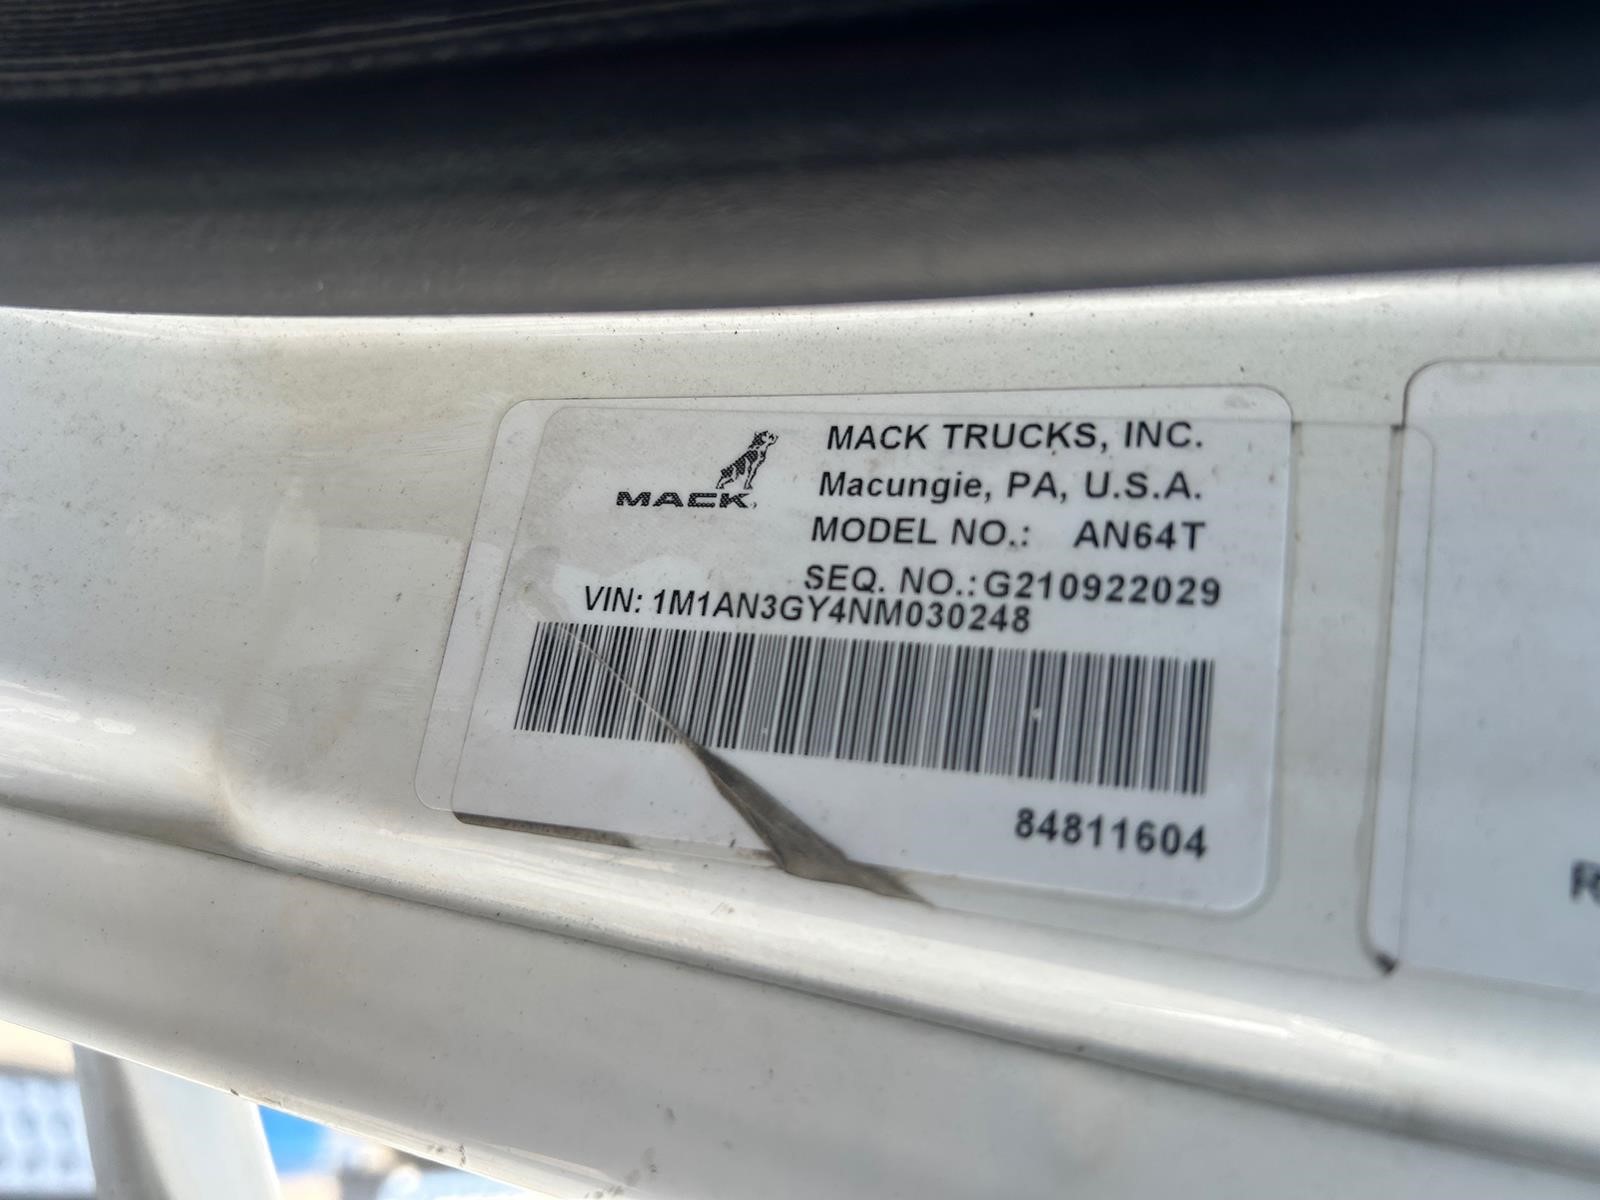 MACK
MACK TRUCKS, INC.
Macungie, PA, U.S.A.
MODEL NO.: AN64T
SEQ. NO.:G210922029
VIN: 1M1AN3GY4NM030248
84811604
R